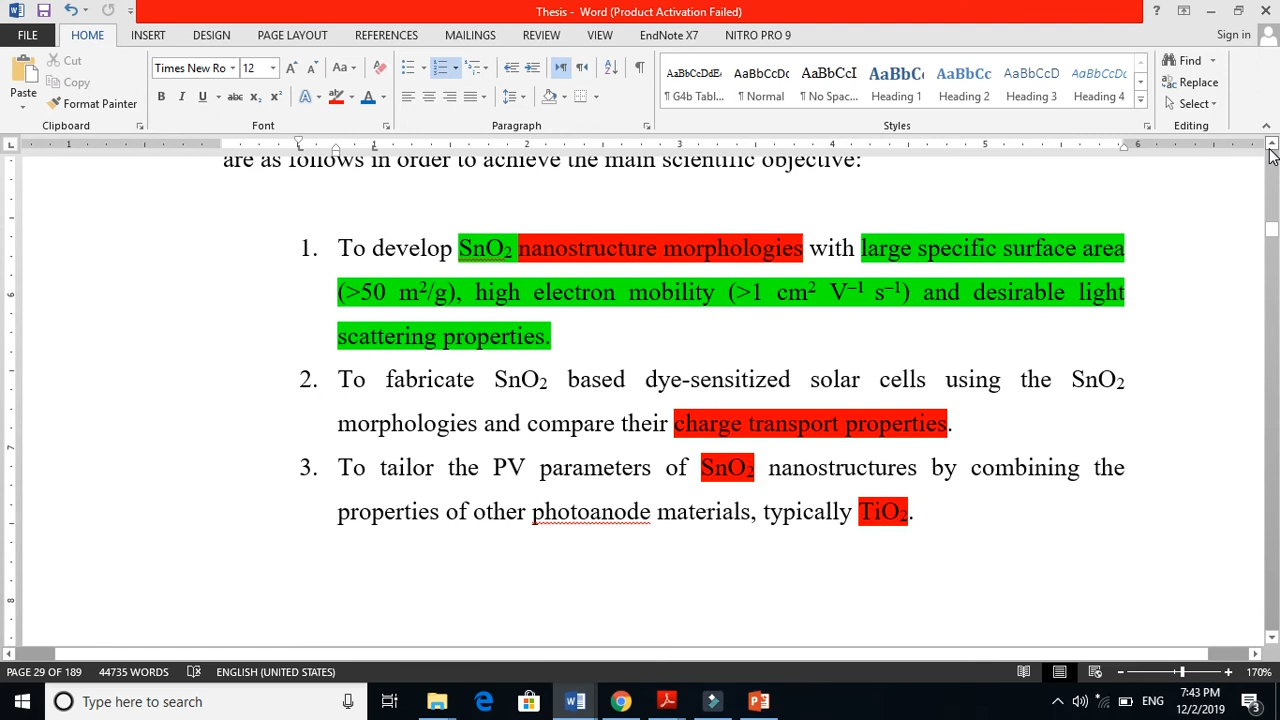 Thesis - Word (Product Activation Failed)
FILE HOME INSERT DESIGN PAGE LAYOUT REFERENCES MAILINGS REVIEW VIEW EndNote X7 NITRO PRO 9 Sign in
Cut
Copy
Format Painter
Paste
Clipboard
Times New Ro 12
Font
Paragraph
AaBbCcDdE AaBbCcDc AaBbCcI AaBbC AaBbCc AaBbCcD AaBbCcD
¶ G4b Tabl... ¶ Normal ¶ No Spac... Heading 1 Heading 2 Heading 3 Heading 4
Styles
Find
Replace
Select
Editing
1 2 3 4 5 6
are as follows in order to achieve the main scientific objective:
1. To develop SnO₂ nanostructure morphologies with large specific surface area
(>50 m²/g), high electron mobility (>1 cm² V⁻¹ s⁻¹) and desirable light
scattering properties.
2. To fabricate SnO₂ based dye-sensitized solar cells using the SnO₂
morphologies and compare their charge transport properties.
3. To tailor the PV parameters of SnO₂ nanostructures by combining the
properties of other photoanode materials, typically TiO₂.
PAGE 29 OF 189 44735 WORDS ENGLISH (UNITED STATES) 170%
Type here to search
ENG
7:43 PM
12/2/2019
3